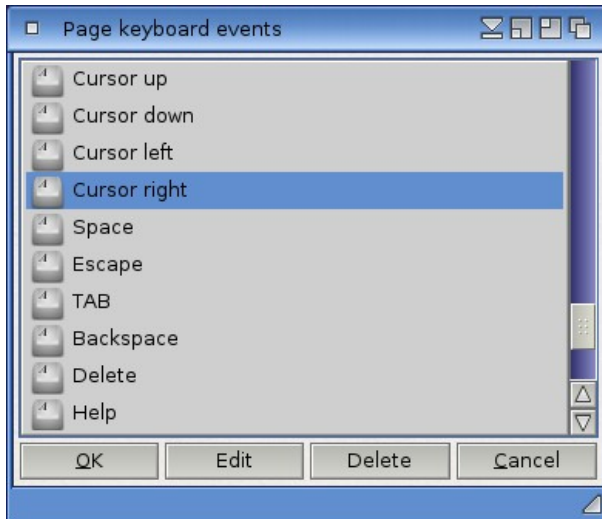 Page keyboard events
Cursor up
Cursor down
Cursor left
Cursor right
Space
Escape
TAB
Backspace
Delete
Help
OK Edit Delete Cancel